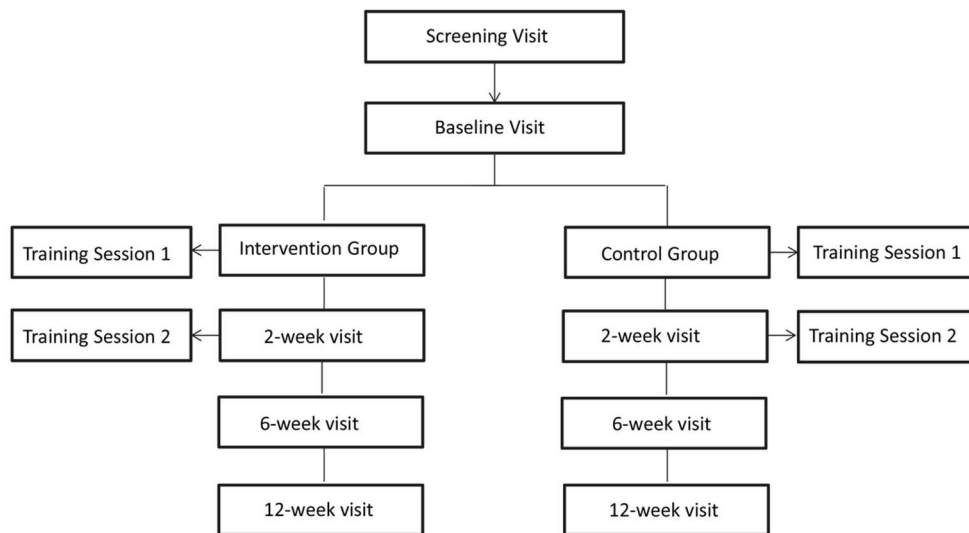 Screening Visit
Baseline Visit
Training Session 1
Intervention Group
Control Group
Training Session 1
Training Session 2
2-week visit
2-week visit
Training Session 2
6-week visit
6-week visit
12-week visit
12-week visit